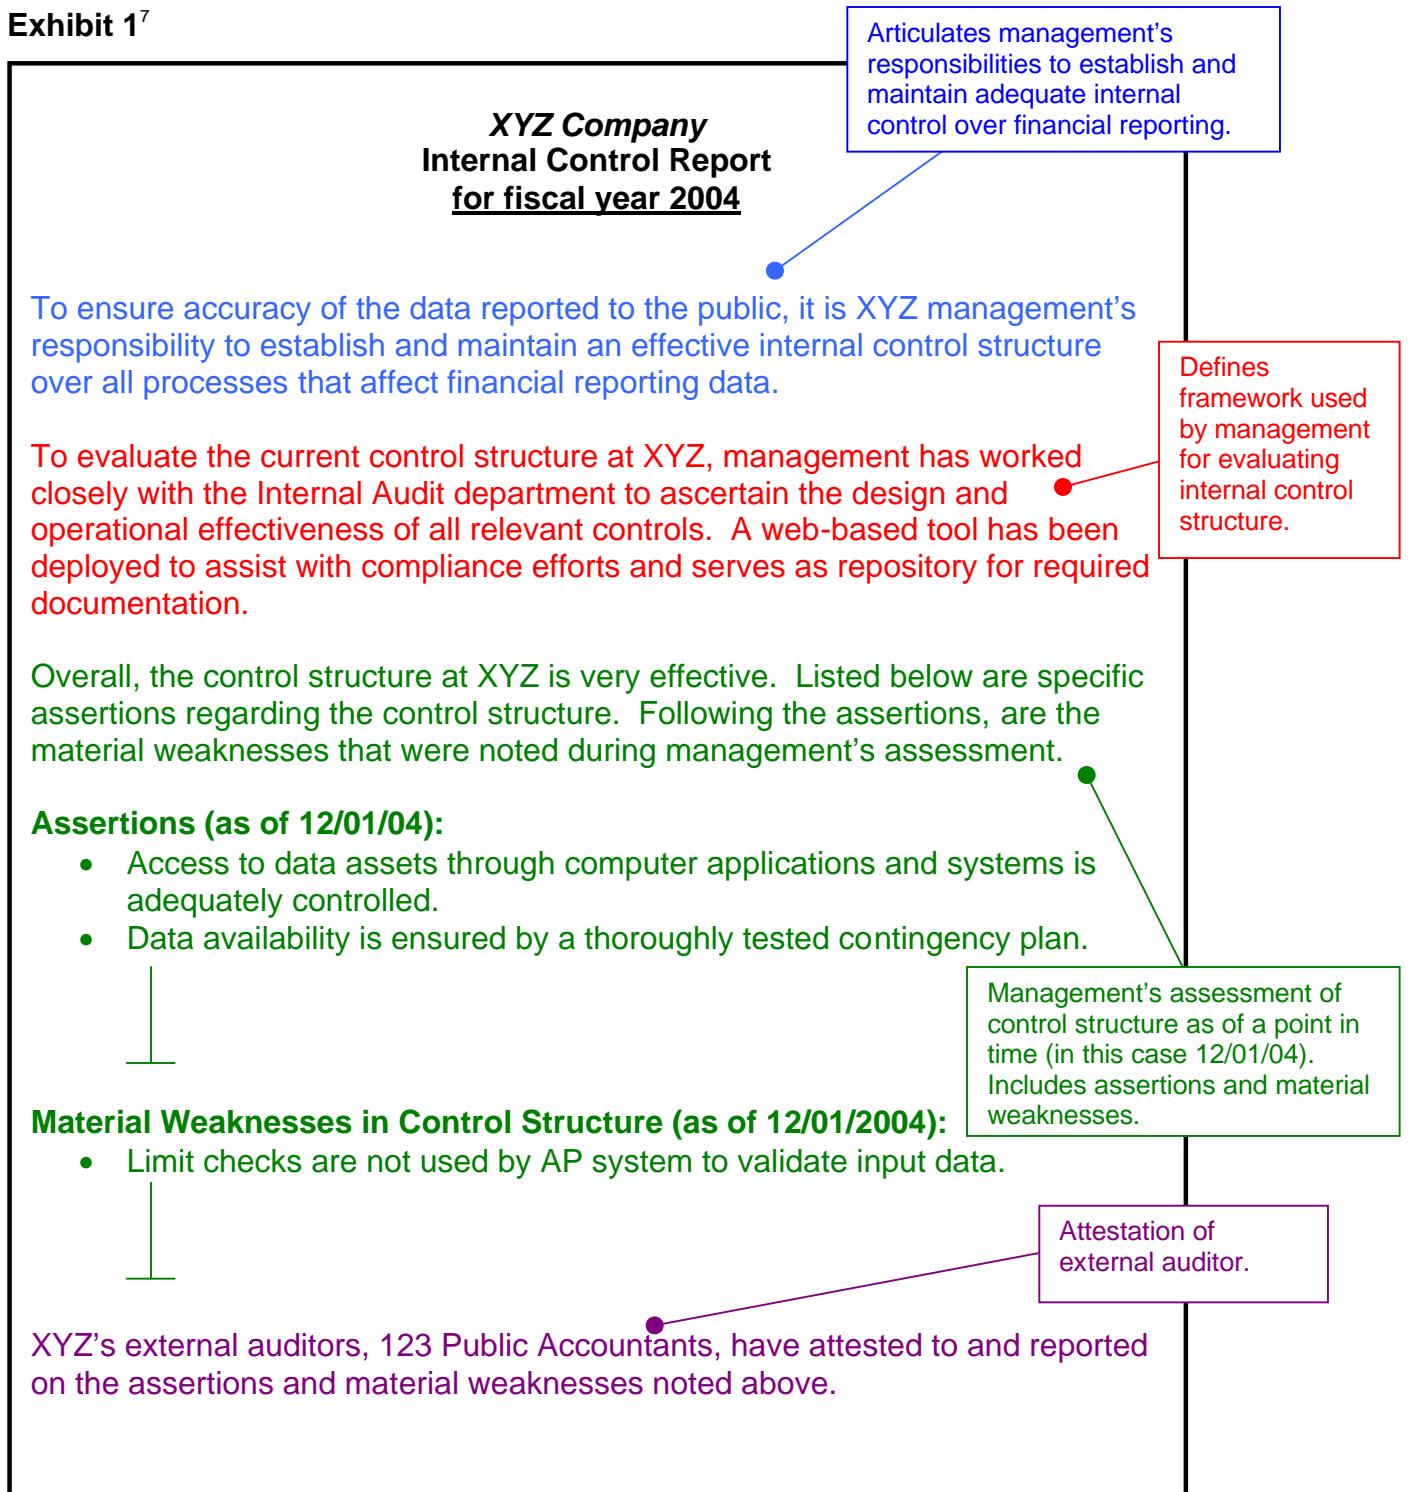 Exhibit 1⁷
Articulates management’s
responsibilities to establish and
maintain adequate internal
control over financial reporting.
XYZ Company
Internal Control Report
for fiscal year 2004
To ensure accuracy of the data reported to the public, it is XYZ management’s
responsibility to establish and maintain an effective internal control structure
over all processes that affect financial reporting data.
Defines
framework used
by management
for evaluating
internal control
structure.
To evaluate the current control structure at XYZ, management has worked
closely with the Internal Audit department to ascertain the design and
operational effectiveness of all relevant controls.  A web-based tool has been
deployed to assist with compliance efforts and serves as repository for required
documentation.
Overall, the control structure at XYZ is very effective.  Listed below are specific
assertions regarding the control structure.  Following the assertions, are the
material weaknesses that were noted during management’s assessment.
Assertions (as of 12/01/04):
• Access to data assets through computer applications and systems is
adequately controlled.
• Data availability is ensured by a thoroughly tested contingency plan.
Management’s assessment of
control structure as of a point in
time (in this case 12/01/04).
Includes assertions and material
weaknesses.
Material Weaknesses in Control Structure (as of 12/01/2004):
• Limit checks are not used by AP system to validate input data.
Attestation of
external auditor.
XYZ’s external auditors, 123 Public Accountants, have attested to and reported
on the assertions and material weaknesses noted above.